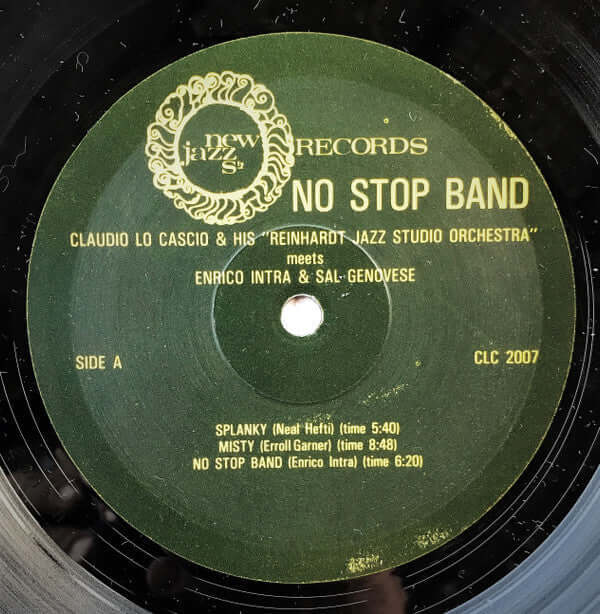 new
jazz
Sty
RECORDS
NO STOP BAND
CLAUDIO LO CASCIO & HIS "REINHARDT JAZZ STUDIO ORCHESTRA"
meets
ENRICO INTRA & SAL GENOVESE
SIDE A
CLC 2007
SPLANKY (Neal Hefti) (time 5:40)
MISTY (Erroll Garner) (time 8:48)
NO STOP BAND (Enrico Intra) (time 6:20)